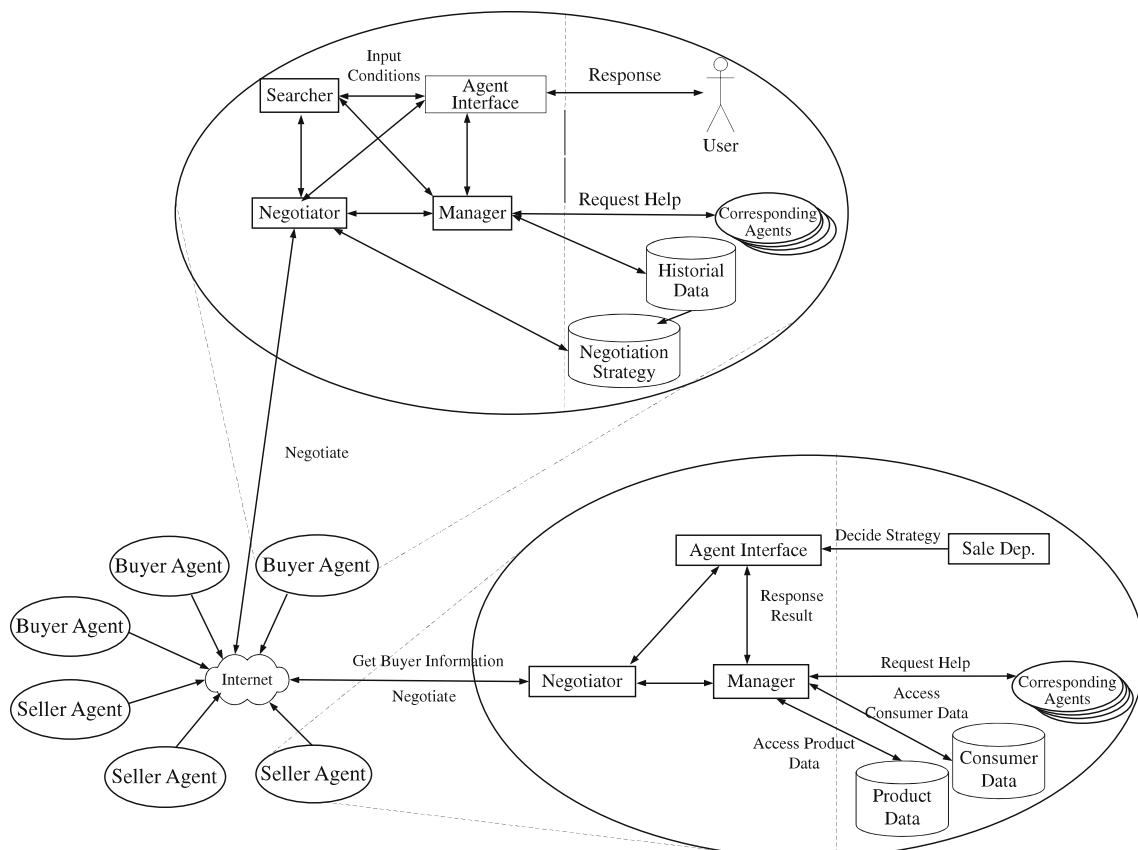 Input
Conditions
Searcher
Agent
Interface
Response
User
Negotiator
Manager
Request Help
Corresponding
Agents
Historial
Data
Negotiation
Strategy
Negotiate
Buyer Agent
Buyer Agent
Buyer Agent
Internet
Seller Agent
Seller Agent
Seller Agent
Get Buyer Information
Negotiate
Agent Interface
Decide Strategy
Sale Dep.
Response
Result
Negotiator
Manager
Request Help
Corresponding
Agents
Access
Consumer Data
Access Product
Data
Consumer
Data
Product
Data